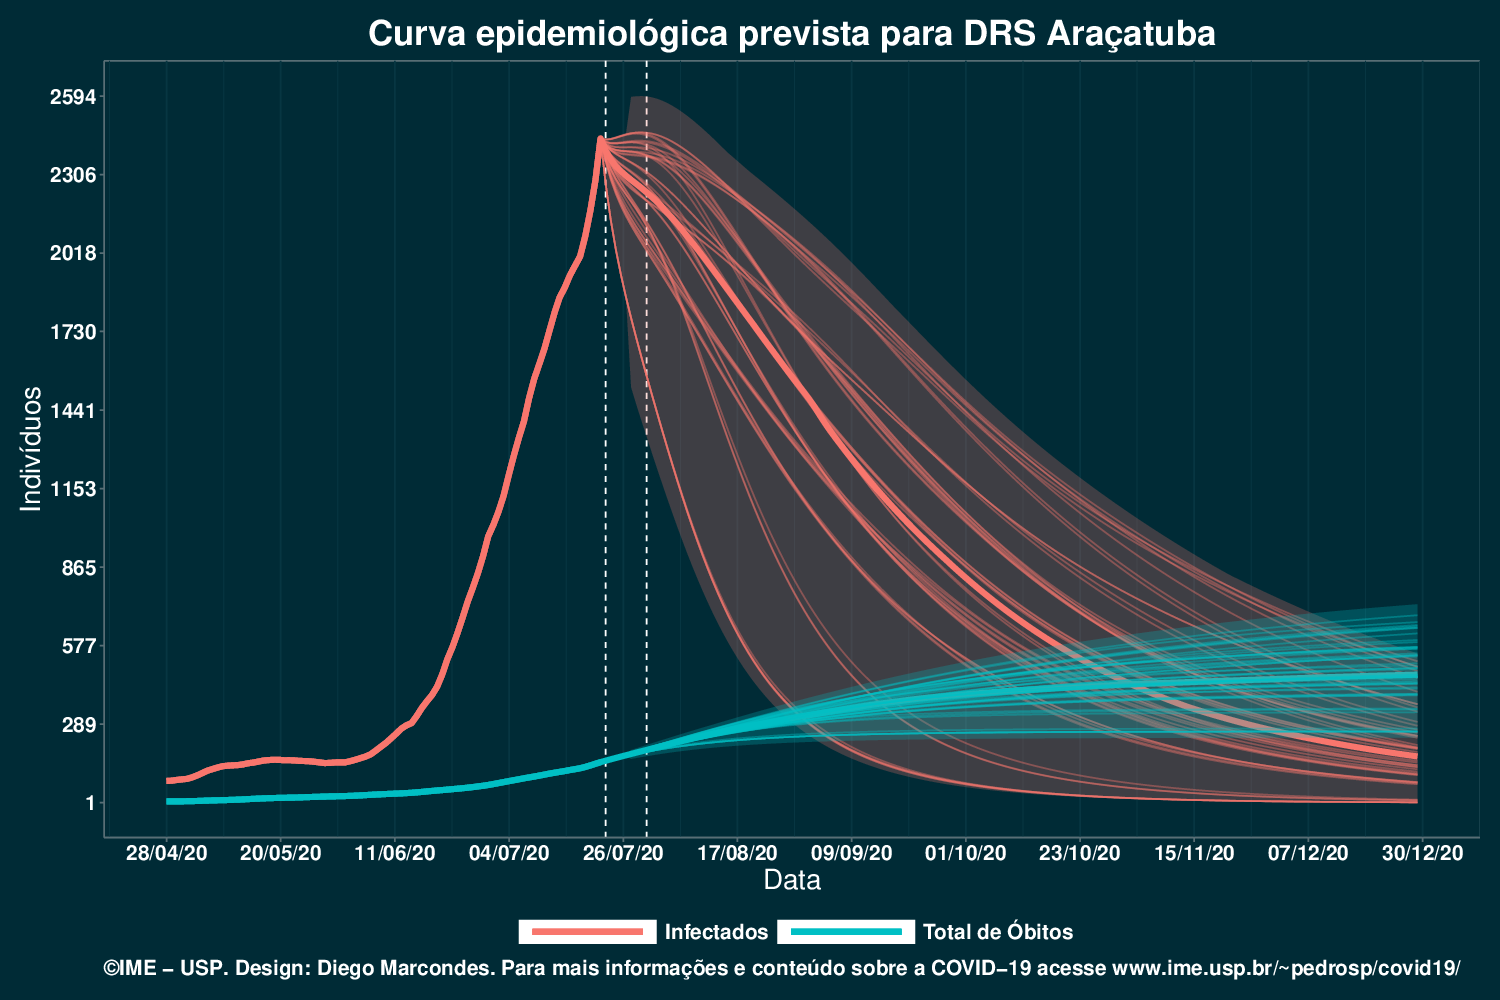 Curva epidemiológica prevista para DRS Araçatuba
2594
2306
2018
1730
1441
1153
865
577
289
1
Indivíduos
28/04/20 20/05/20 11/06/20 04/07/20 26/07/20 17/08/20 09/09/20 01/10/20 23/10/20 15/11/20 07/12/20 30/12/20
Data
Infectados Total de Óbitos
©IME − USP. Design: Diego Marcondes. Para mais informações e conteúdo sobre a COVID−19 acesse www.ime.usp.br/~pedrosp/covid19/